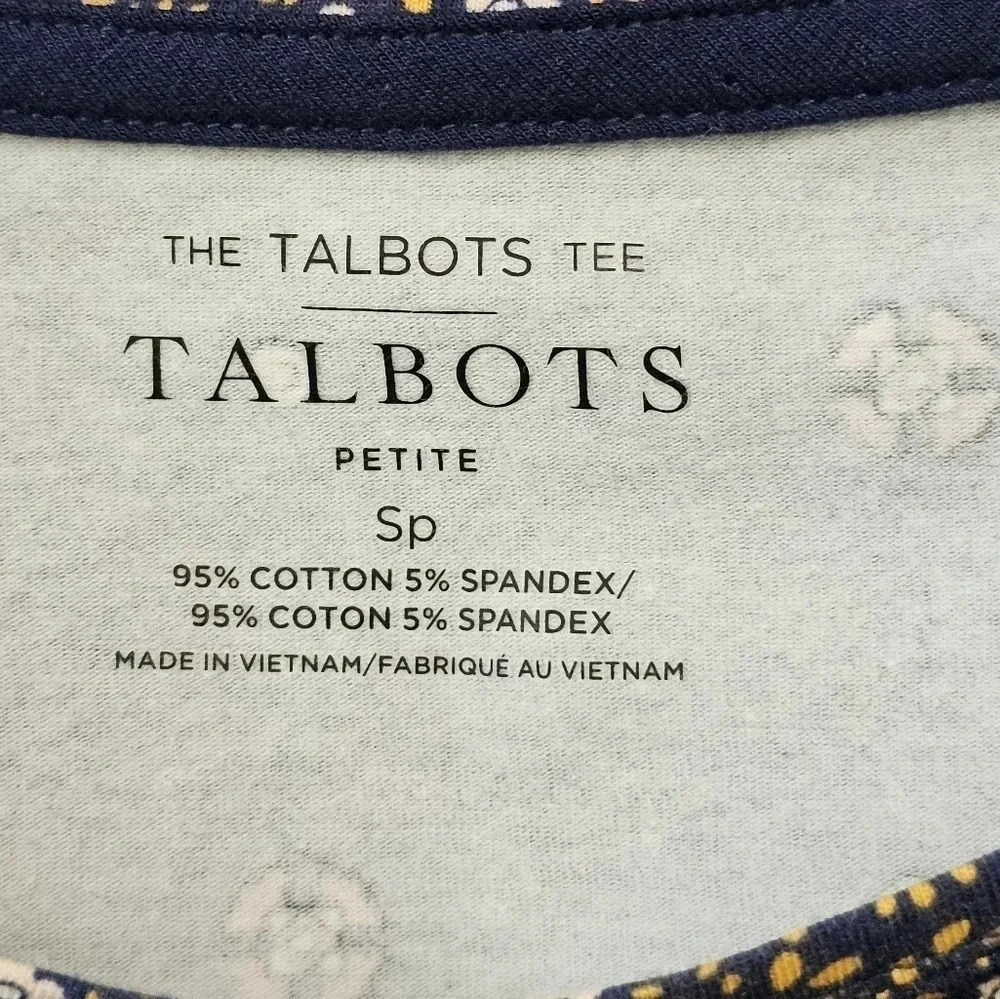 THE TALBOTS TEE
TALBOTS
PETITE
Sp
95% COTTON 5% SPANDEX/
95% COTON 5% SPANDEX
MADE IN VIETNAM/FABRIQUÉ AU VIETNAM